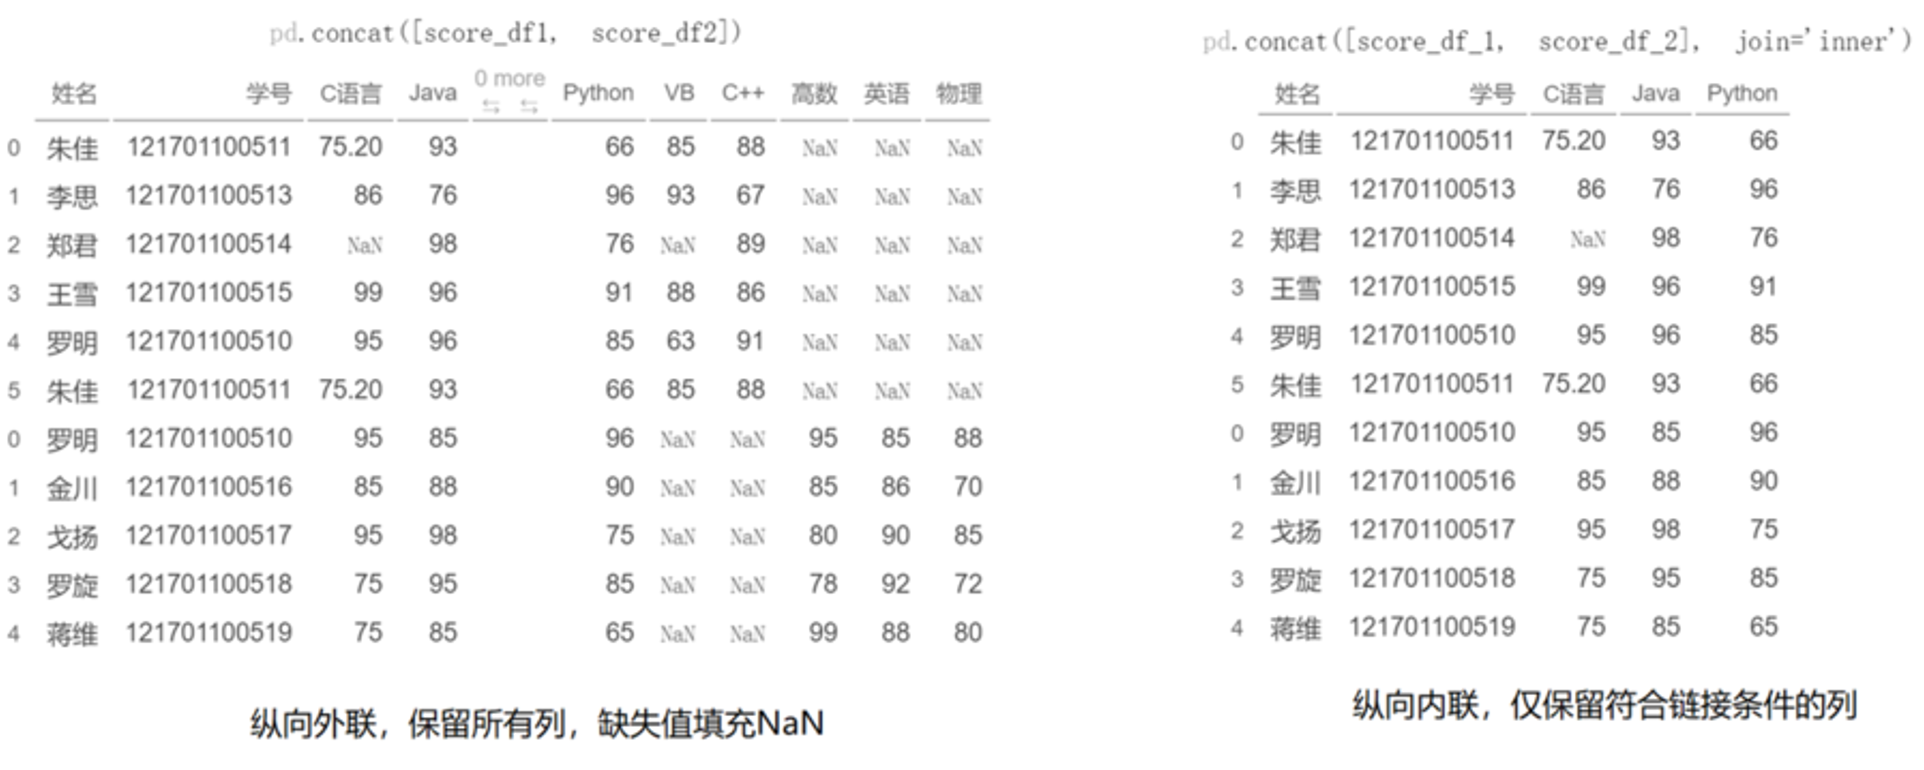 pd.concat([score_df1, score_df2])
姓名 学号 C语言 Java 0 more Python VB C++ 高数 英语 物理
0 朱佳 121701100511 75.20 93 66 85 88 NaN NaN NaN
1 李思 121701100513 86 76 96 93 67 NaN NaN NaN
2 郑君 121701100514 NaN 98 76 NaN 89 NaN NaN NaN
3 王雪 121701100515 99 96 91 88 86 NaN NaN NaN
4 罗明 121701100510 95 96 85 63 91 NaN NaN NaN
5 朱佳 121701100511 75.20 93 66 85 88 NaN NaN NaN
0 罗明 121701100510 95 85 96 NaN NaN 95 85 88
1 金川 121701100516 85 88 90 NaN NaN 85 86 70
2 戈扬 121701100517 95 98 75 NaN NaN 80 90 85
3 罗旋 121701100518 75 95 85 NaN NaN 78 92 72
4 蒋维 121701100519 75 85 65 NaN NaN 99 88 80
纵向外联，保留所有列，缺失值填充NaN
pd.concat([score_df_1, score_df_2], join='inner')
姓名 学号 C语言 Java Python
0 朱佳 121701100511 75.20 93 66
1 李思 121701100513 86 76 96
2 郑君 121701100514 NaN 98 76
3 王雪 121701100515 99 96 91
4 罗明 121701100510 95 96 85
5 朱佳 121701100511 75.20 93 66
0 罗明 121701100510 95 85 96
1 金川 121701100516 85 88 90
2 戈扬 121701100517 95 98 75
3 罗旋 121701100518 75 95 85
4 蒋维 121701100519 75 85 65
纵向内联，仅保留符合链接条件的列